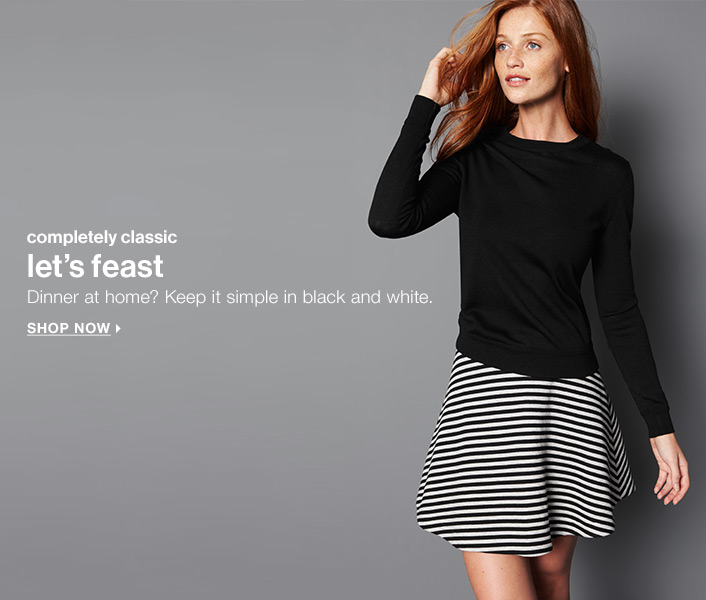 completely classic
let's feast
Dinner at home? Keep it simple in black and white.
SHOP NOW